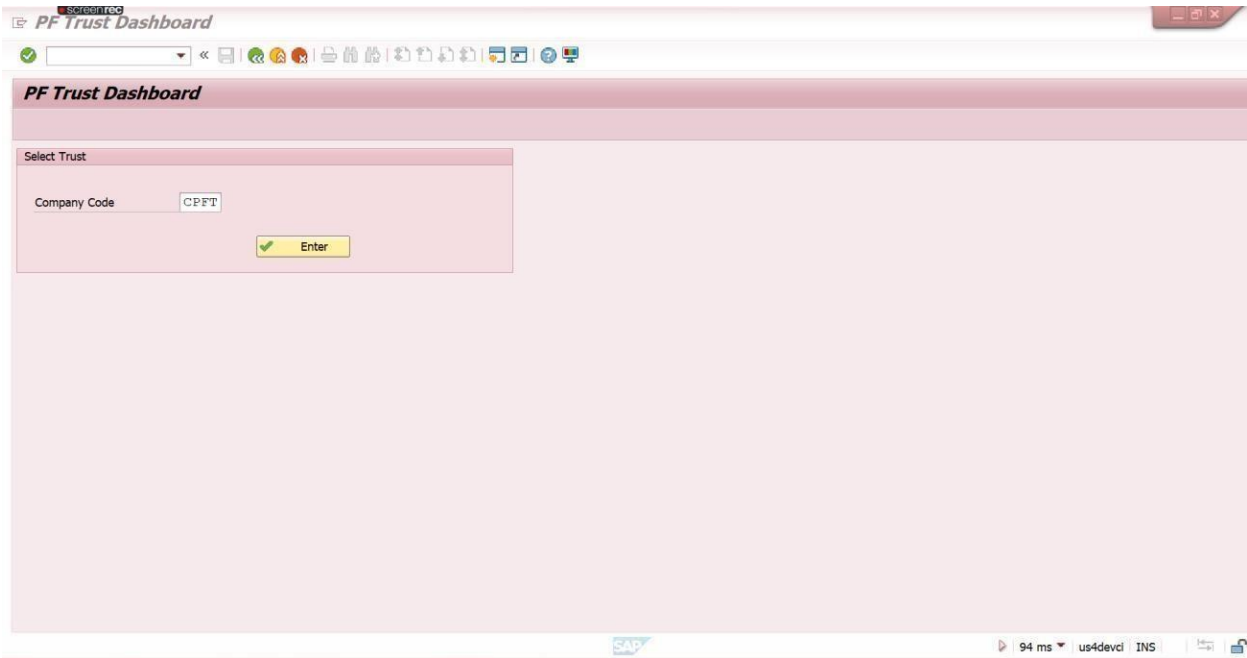 screenrec
PF Trust Dashboard
PF Trust Dashboard
Select Trust
Company Code CPFT
Enter
SAP 94 ms us4devci INS